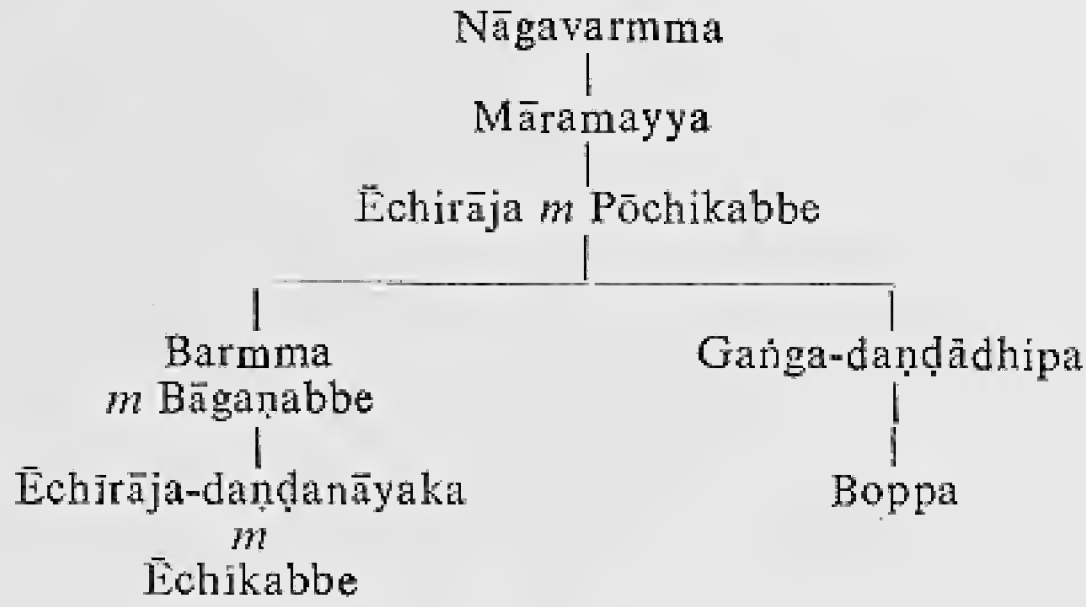 Nāgavarmma
Māramayya
Ēchirāja m Pōchikabbe
Barmma
Gaṅga-daṇḍādhipa
m Bāgaṇabbe
Ēchirāja-daṇḍanāyaka
Boppa
m
Ēchikabbe